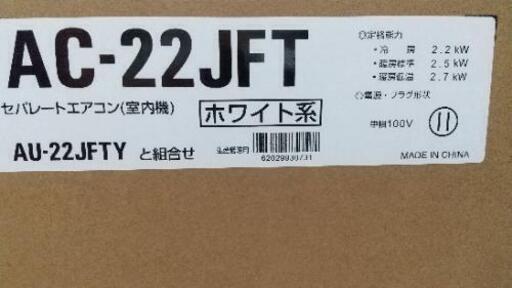 AC-22JFT
セパレートエアコン(室内機)
ホワイト系
AU-22JFTY と組合せ
◎定格能力
・冷 房 2.2 kW
・暖房標準 2.5 kW
・暖房低温 2.7 kW
◎電源・プラグ形状
単相100V
MADE IN CHINA